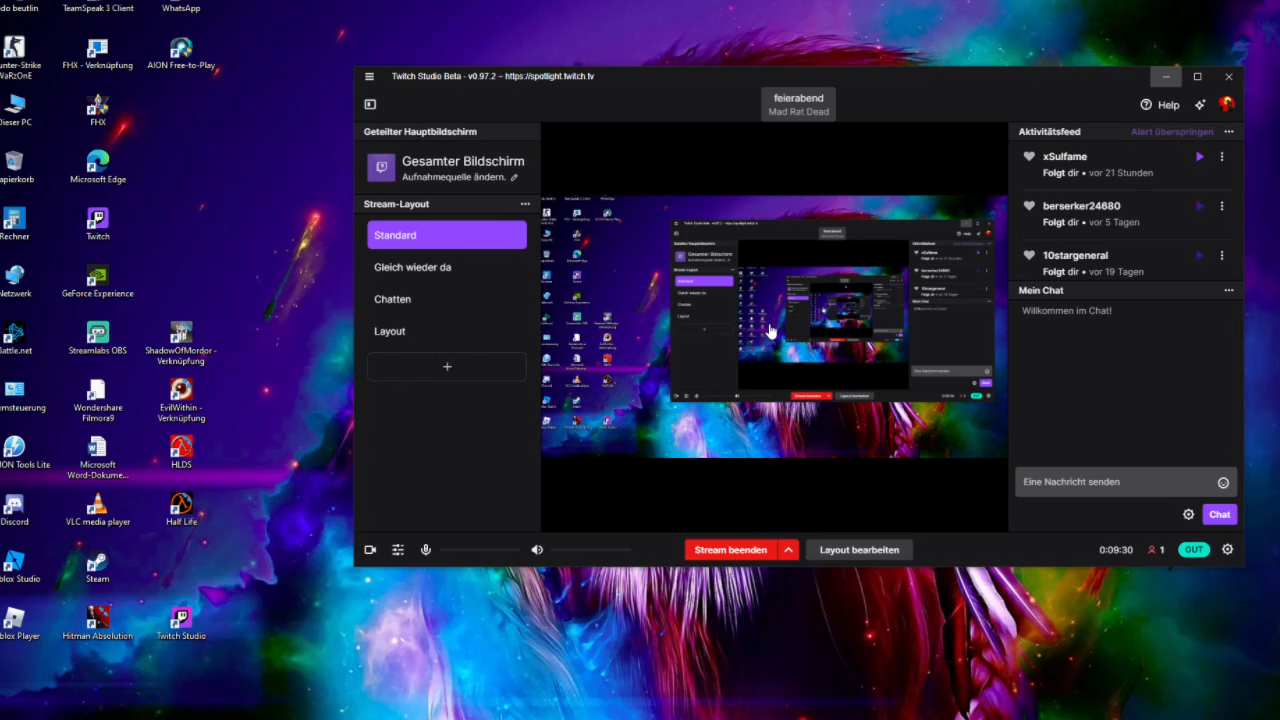 do beutlin
TeamSpeak 3 Client
WhatsApp
unter-Strike
WaRzOnE
FHX - Verknüpfung
AION Free-to-Play
Dieser PC
FHX
apierkorb
Microsoft Edge
Rechner
Twitch
Netzwerk
GeForce Experience
Battle.net
Streamlabs OBS
ShadowOfMordor -
Verknüpfung
emsteuerung
Wondershare
Filmora9
EvilWithin -
Verknüpfung
ION Tools Lite
Microsoft
Word-Dokume...
HLDS
Discord
VLC media player
Half Life
blox Studio
Steam
blox Player
Hitman Absolution
Twitch Studio
Twitch Studio Beta - v0.97.2 – https://spotlight.twitch.tv
feierabend
Mad Rat Dead
Help
Geteilter Hauptbildschirm
Gesamter Bildschirm
Aufnahmequelle ändern.
Stream-Layout
Standard
Gleich wieder da
Chatten
Layout
Aktivitätsfeed
Alert überspringen
xSulfame
Folgt dir • vor 21 Stunden
berserker24680
Folgt dir • vor 5 Tagen
10stargeneral
Folgt dir • vor 19 Tagen
Mein Chat
Willkommen im Chat!
Eine Nachricht senden
Chat
Stream beenden
Layout bearbeiten
0:09:30
1
GUT